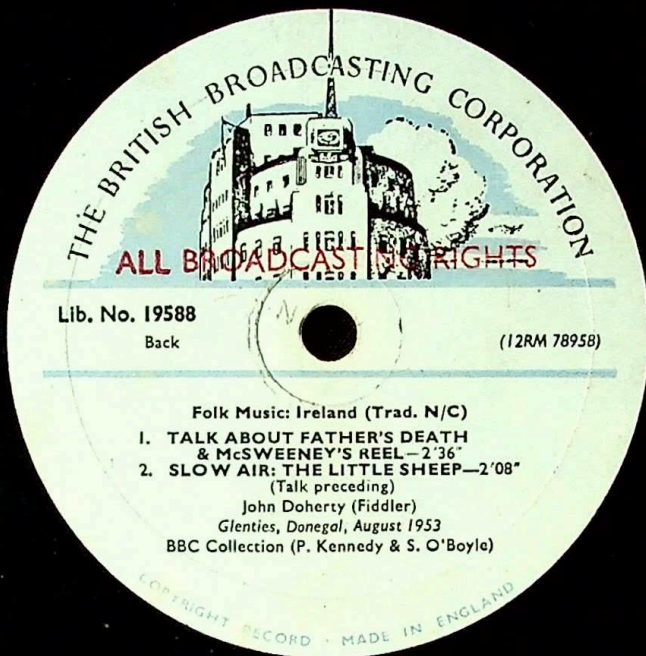 THE BRITISH BROADCASTING CORPORATION
ALL BROADCASTING RIGHTS
Lib. No. 19588
Back
(12RM 78958)
N
Folk Music: Ireland (Trad. N/C)
1. TALK ABOUT FATHER'S DEATH
& McSWEENEY'S REEL—2'36"
2. SLOW AIR: THE LITTLE SHEEP—2'08"
(Talk preceding)
John Doherty (Fiddler)
Glenties, Donegal, August 1953
BBC Collection (P. Kennedy & S. O'Boyle)
COPYRIGHT RECORD · MADE IN ENGLAND